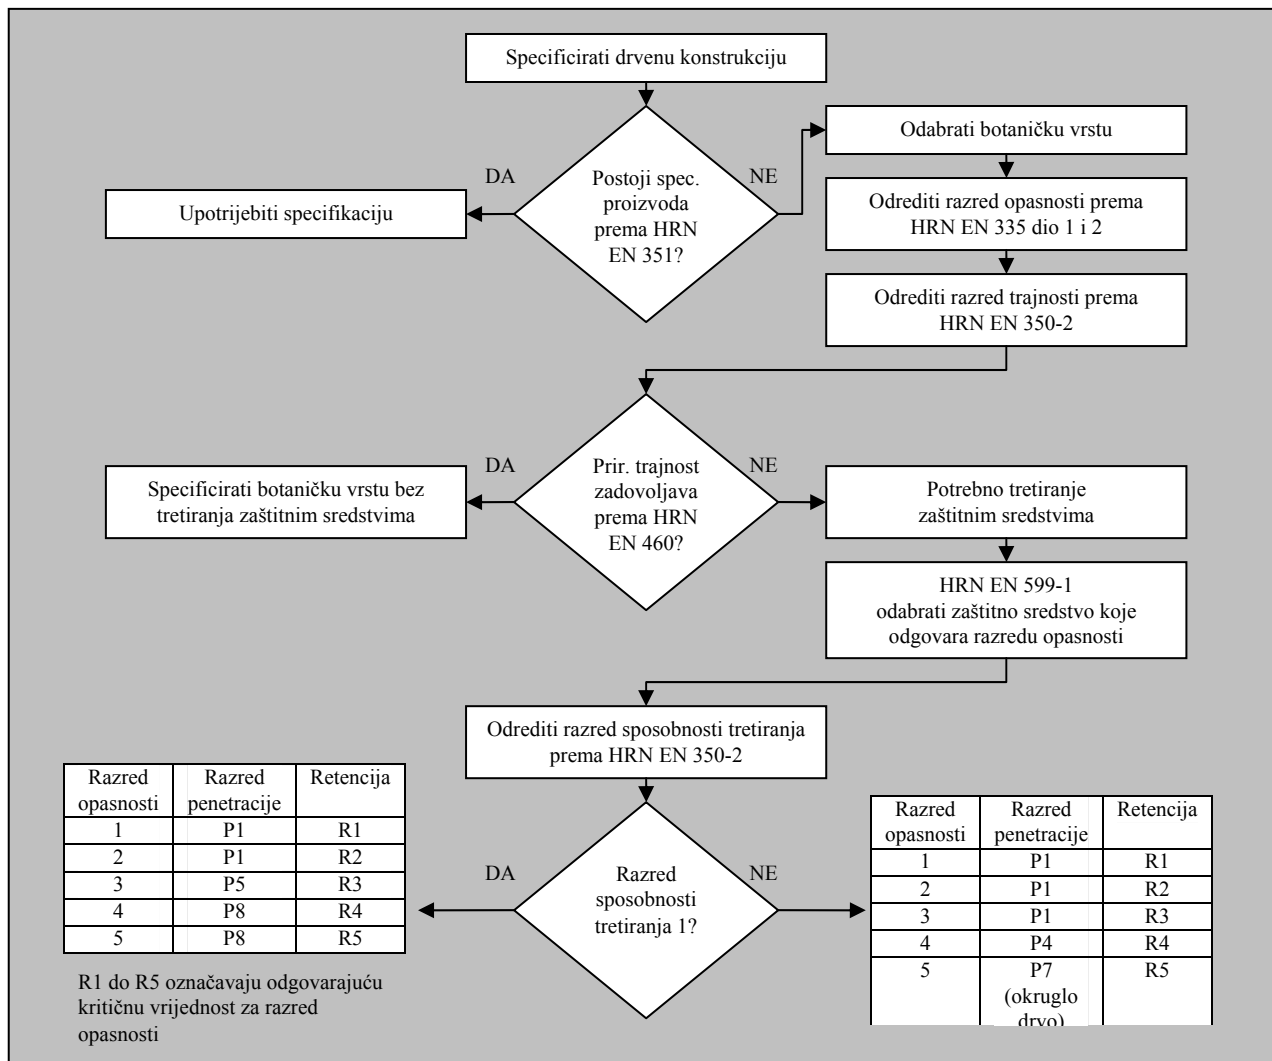 Specificirati drvenu konstrukciju
Postoji spec.
proizvoda
prema HRN
EN 351?
DA
NE
Upotrijebiti specifikaciju
Odabrati botaničku vrstu
Odrediti razred opasnosti prema
HRN EN 335 dio 1 i 2
Odrediti razred trajnosti prema
HRN EN 350-2
Prir. trajnost
zadovoljava
prema HRN
EN 460?
DA
NE
Specificirati botaničku vrstu bez
tretiranja zaštitnim sredstvima
Potrebno tretiranje
zaštitnim sredstvima
HRN EN 599-1
odabrati zaštitno sredstvo koje
odgovara razredu opasnosti
Odrediti razred sposobnosti tretiranja
prema HRN EN 350-2
Razred
sposobnosti
tretiranja 1?
DA
NE
Razred Razred Retencija
opasnosti penetracije
1 P1 R1
2 P1 R2
3 P5 R3
4 P8 R4
5 P8 R5
R1 do R5 označavaju odgovarajuću
kritičnu vrijednost za razred
opasnosti
Razred Razred Retencija
opasnosti penetracije
1 P1 R1
2 P1 R2
3 P1 R3
4 P4 R4
5 P7 R5
(okruglo
drvo)